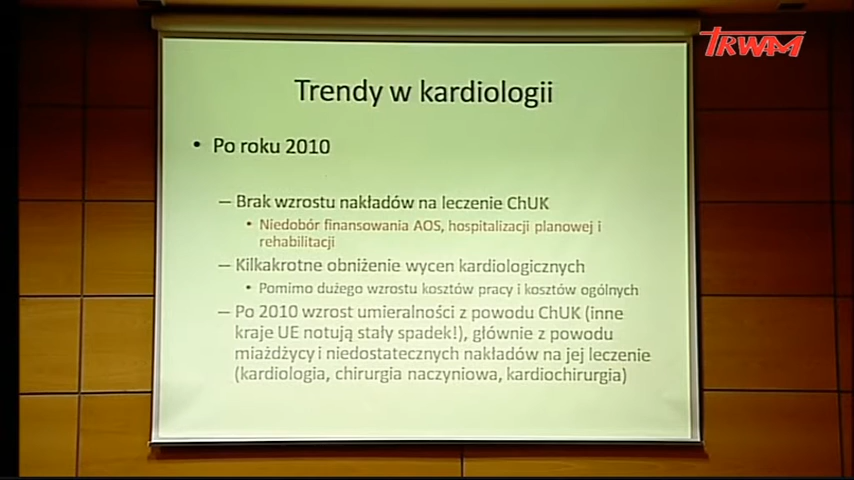 TRWAM
Trendy w kardiologii
• Po roku 2010
– Brak wzrostu nakładów na leczenie ChUK
• Niedobór finansowania AOS, hospitalizacji planowej i
rehabilitacji
– Kilkakrotne obniżenie wycen kardiologicznych
• Pomimo dużego wzrostu kosztów pracy i kosztów ogólnych
– Po 2010 wzrost umieralności z powodu ChUK (inne
kraje UE notują stały spadek!), głównie z powodu
miażdżycy i niedostatecznych nakładów na jej leczenie
(kardiologia, chirurgia naczyniowa, kardiochirurgia)